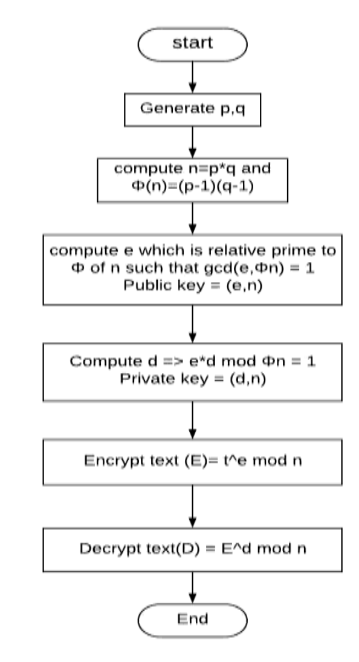 start
Generate p,q
compute n=p*q and
Φ(n)=(p-1)(q-1)
compute e which is relative prime to
Φ of n such that gcd(e,Φn) = 1
Public key = (e,n)
Compute d => e*d mod Φn = 1
Private key = (d,n)
Encrypt text (E)= t^e mod n
Decrypt text(D) = E^d mod n
End